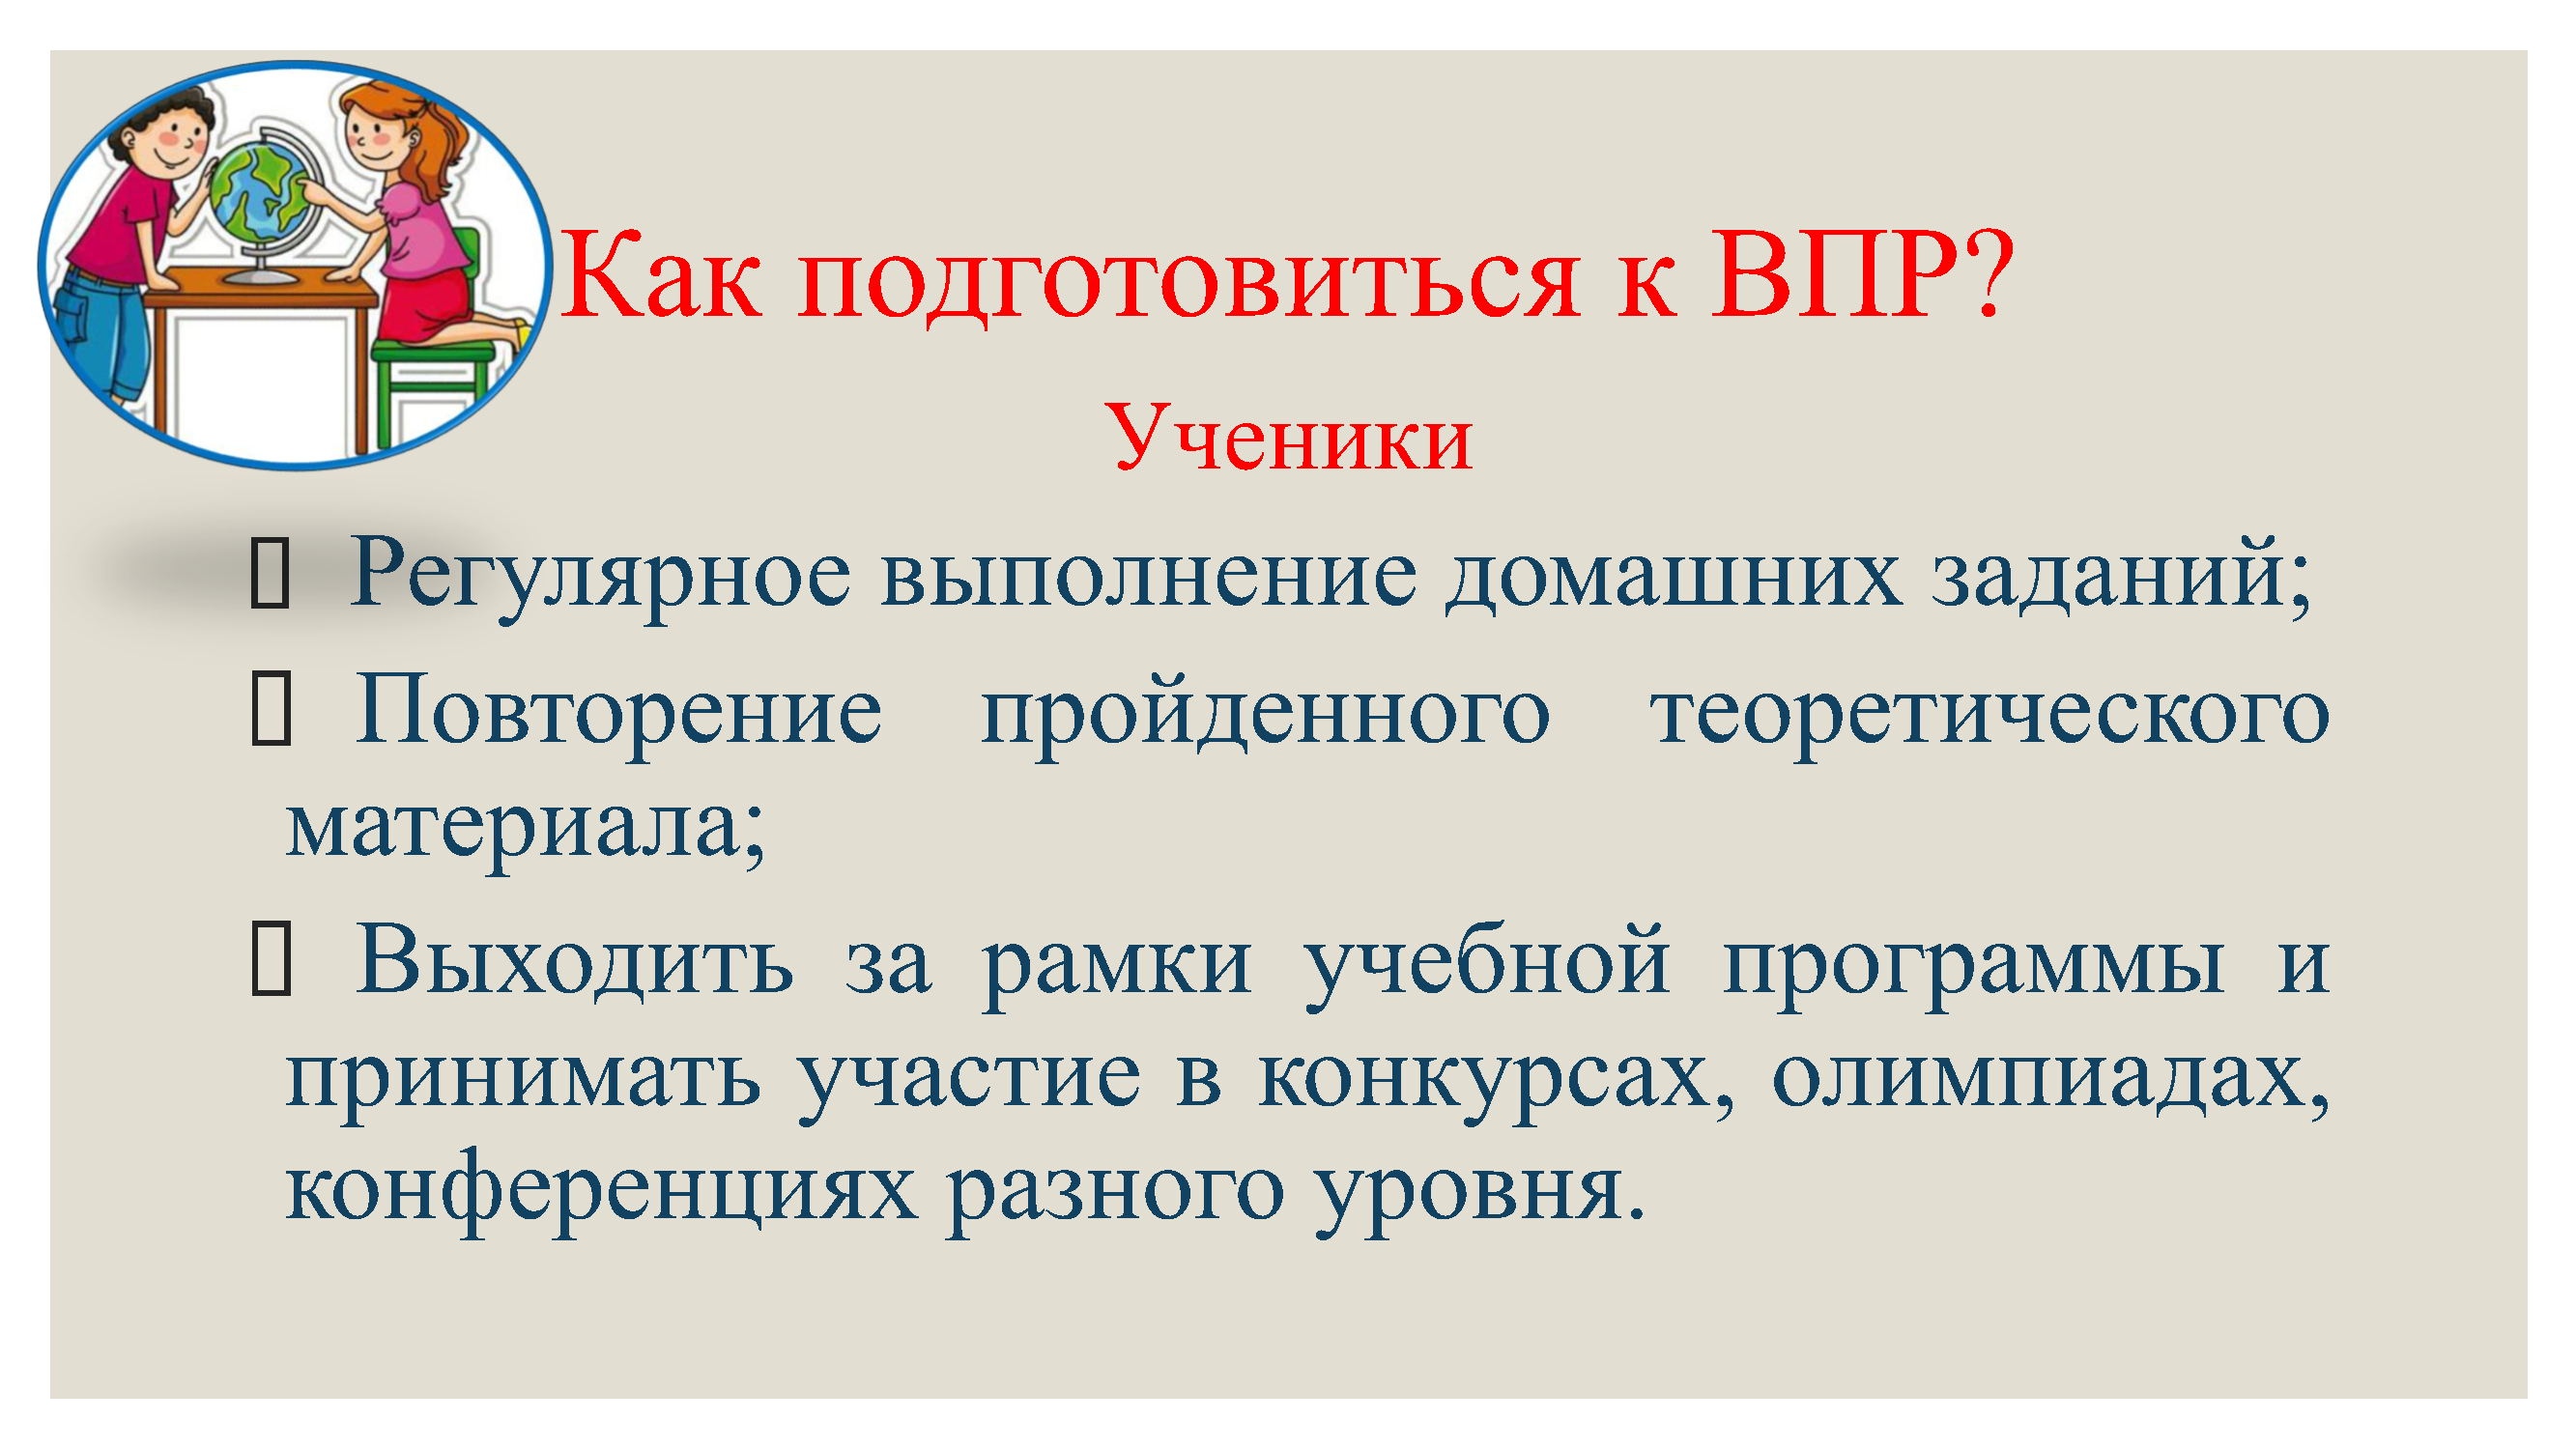 Как подготовиться к ВПР?
Ученики
Регулярное выполнение домашних заданий;
Повторение пройденного теоретического
материала;
Выходить за рамки учебной программы и
принимать участие в конкурсах, олимпиадах,
конференциях разного уровня.